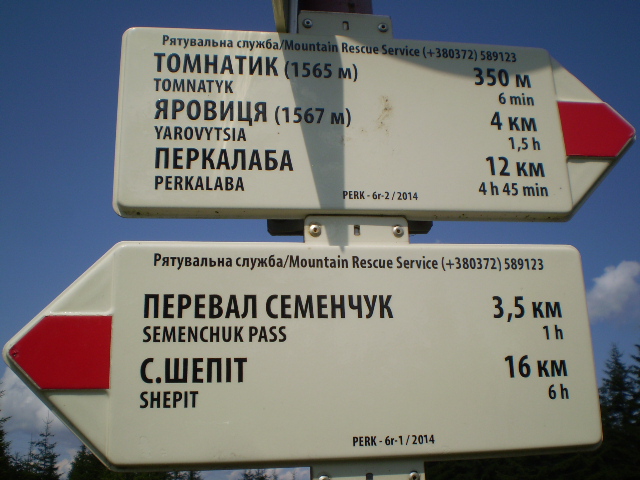 Рятувальна служба/Mountain Rescue Service (+380372) 589123
ТОМНАТИК (1565 м) 350 м
TOMNATYK 6 min
ЯРОВИЦЯ (1567 м) 4 км
YAROVYTSIA 1,5 h
ПЕРКАЛАБА 12 км
PERKALABA 4 h 45 min
PERK - 6r-2 / 2014
Рятувальна служба/Mountain Rescue Service (+380372) 589123
ПЕРЕВАЛ СЕМЕНЧУК 3,5 км
SEMENCHUK PASS 1 h
С.ШЕПІТ 16 км
SHEPIT 6 h
PERK - 6r-1 / 2014